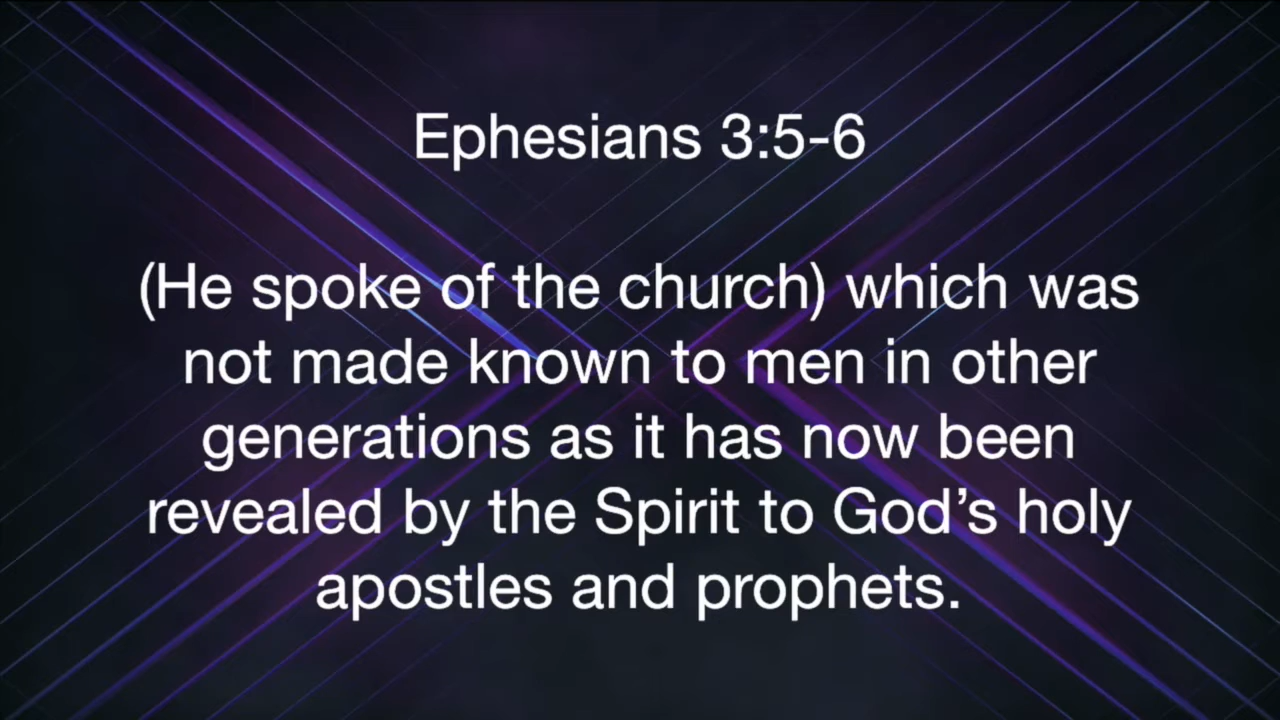 Ephesians 3:5-6
(He spoke of the church) which was
not made known to men in other
generations as it has now been
revealed by the Spirit to God’s holy
apostles and prophets.